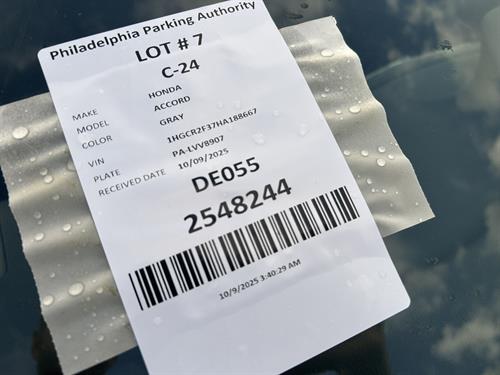 Philadelphia Parking Authority
LOT # 7
C-24
MAKE HONDA
MODEL ACCORD
COLOR GRAY
VIN 1HGCR2F37HA188667
PLATE PA-LVV8907
RECEIVED DATE 10/09/2025
DE055
2548244
10/9/2025 3:40:29 AM